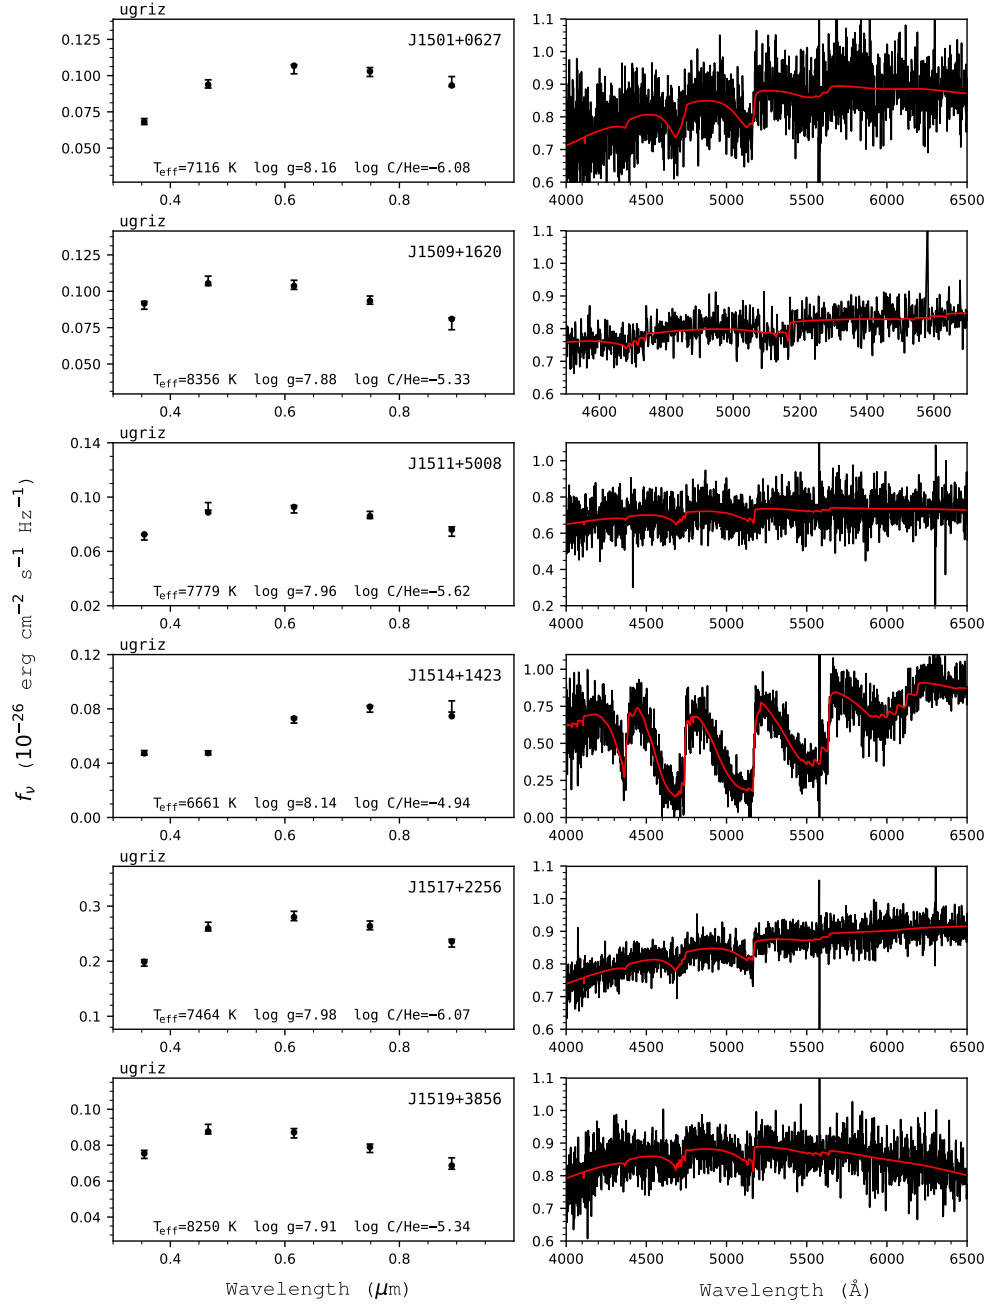 ugriz
J1501+0627
0.125
0.100
0.075
0.050
T_eff=7116 K log g=8.16 log C/He=−6.08
0.4 0.6 0.8
1.1
1.0
0.9
0.8
0.7
0.6
4000 4500 5000 5500 6000 6500
ugriz
J1509+1620
0.125
0.100
0.075
0.050
T_eff=8356 K log g=7.88 log C/He=−5.33
0.4 0.6 0.8
1.1
1.0
0.9
0.8
0.7
0.6
4600 4800 5000 5200 5400 5600
ugriz
J1511+5008
0.14
0.10
0.06
0.02
T_eff=7779 K log g=7.96 log C/He=−5.62
0.4 0.6 0.8
1.0
0.8
0.6
0.4
0.2
4000 4500 5000 5500 6000 6500
f_ν (10⁻²⁶ erg cm⁻² s⁻¹ Hz⁻¹)
ugriz
J1514+1423
0.12
0.08
0.04
0.00
T_eff=6661 K log g=8.14 log C/He=−4.94
0.4 0.6 0.8
1.00
0.75
0.50
0.25
0.00
4000 4500 5000 5500 6000 6500
ugriz
J1517+2256
0.3
0.2
0.1
T_eff=7464 K log g=7.98 log C/He=−6.07
0.4 0.6 0.8
1.1
1.0
0.9
0.8
0.7
0.6
4000 4500 5000 5500 6000 6500
ugriz
J1519+3856
0.10
0.08
0.06
0.04
T_eff=8250 K log g=7.91 log C/He=−5.34
0.4 0.6 0.8
1.1
1.0
0.9
0.8
0.7
0.6
4000 4500 5000 5500 6000 6500
Wavelength (μm)
Wavelength (Å)